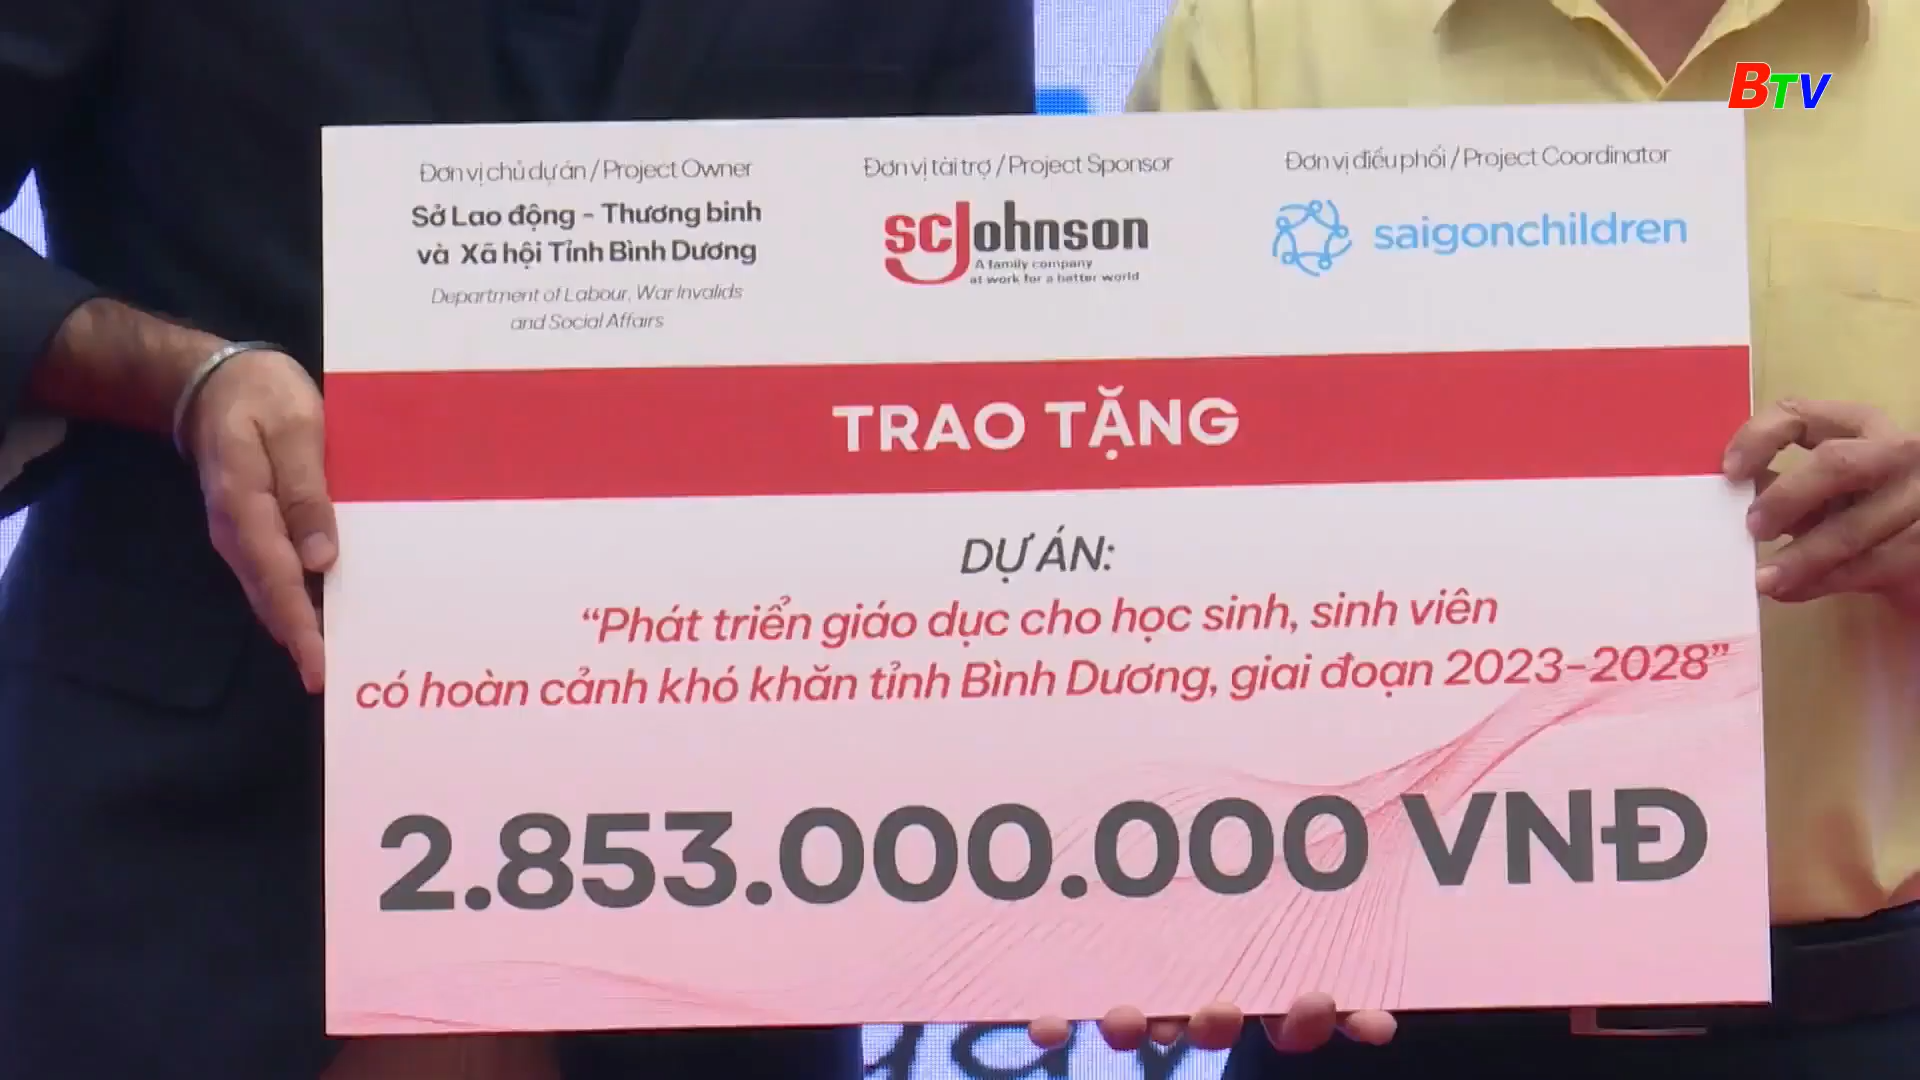 BTV
Đơn vị chủ dự án / Project Owner
Sở Lao động - Thương binh
và Xã hội Tỉnh Bình Dương
Department of Labour, War Invalids
and Social Affairs
Đơn vị tài trợ / Project Sponsor
scJohnson
A family company
at work for a better world
Đơn vị điều phối / Project Coordinator
saigonchildren
TRAO TẶNG
DỰ ÁN:
“Phát triển giáo dục cho học sinh, sinh viên
có hoàn cảnh khó khăn tỉnh Bình Dương, giai đoạn 2023-2028”
2.853.000.000 VNĐ